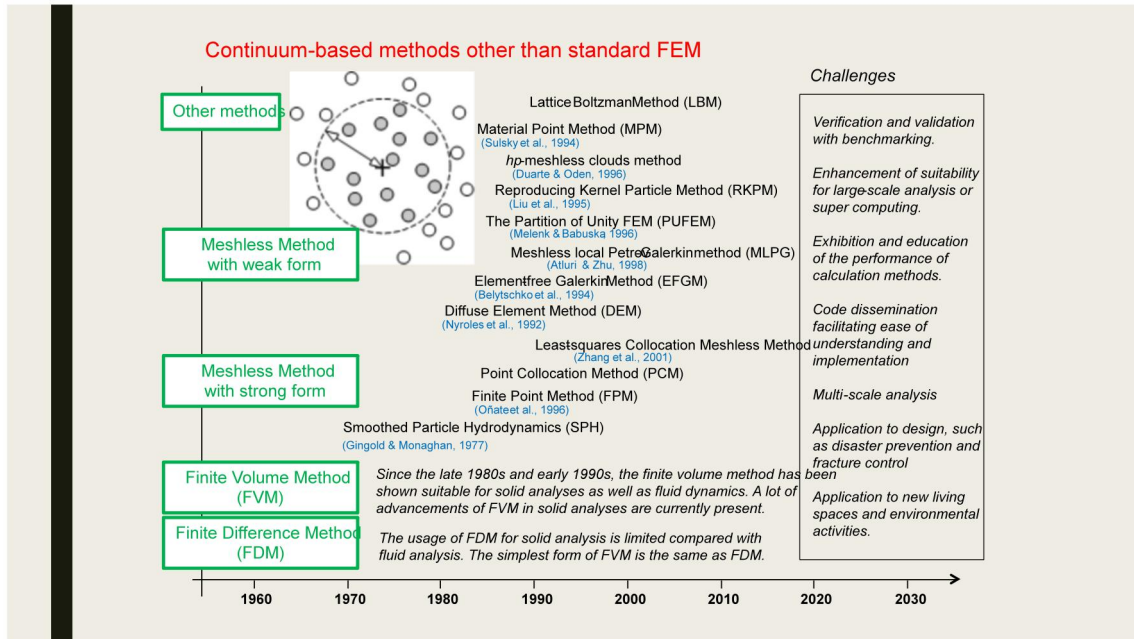 Continuum-based methods other than standard FEM
Challenges
Other methods
LatticeBoltzmanMethod (LBM)
Material Point Method (MPM)
(Sulsky et al., 1994)
hp-meshless clouds method
(Duarte & Oden, 1996)
Reproducing Kernel Particle Method (RKPM)
(Liu et al., 1995)
The Partition of Unity FEM (PUFEM)
(Melenk & Babuska 1996)
Meshless Method
with weak form
Meshless local Petrov-Galerkinmethod (MLPG)
(Atluri & Zhu, 1998)
Element-free GalerkinMethod (EFGM)
(Belytschko et al., 1994)
Diffuse Element Method (DEM)
(Nyroles et al., 1992)
Least-squares Collocation Meshless Method
(Zhang et al., 2001)
Meshless Method
with strong form
Point Collocation Method (PCM)
Finite Point Method (FPM)
(Oñate et al., 1996)
Smoothed Particle Hydrodynamics (SPH)
(Gingold & Monaghan, 1977)
Finite Volume Method
(FVM)
Since the late 1980s and early 1990s, the finite volume method has been
shown suitable for solid analyses as well as fluid dynamics. A lot of
advancements of FVM in solid analyses are currently present.
Finite Difference Method
(FDM)
The usage of FDM for solid analysis is limited compared with
fluid analysis. The simplest form of FVM is the same as FDM.
Verification and validation
with benchmarking.
Enhancement of suitability
for large-scale analysis or
super computing.
Exhibition and education
of the performance of
calculation methods.
Code dissemination
facilitating ease of
understanding and
implementation
Multi-scale analysis
Application to design, such
as disaster prevention and
fracture control
Application to new living
spaces and environmental
activities.
1960
1970
1980
1990
2000
2010
2020
2030